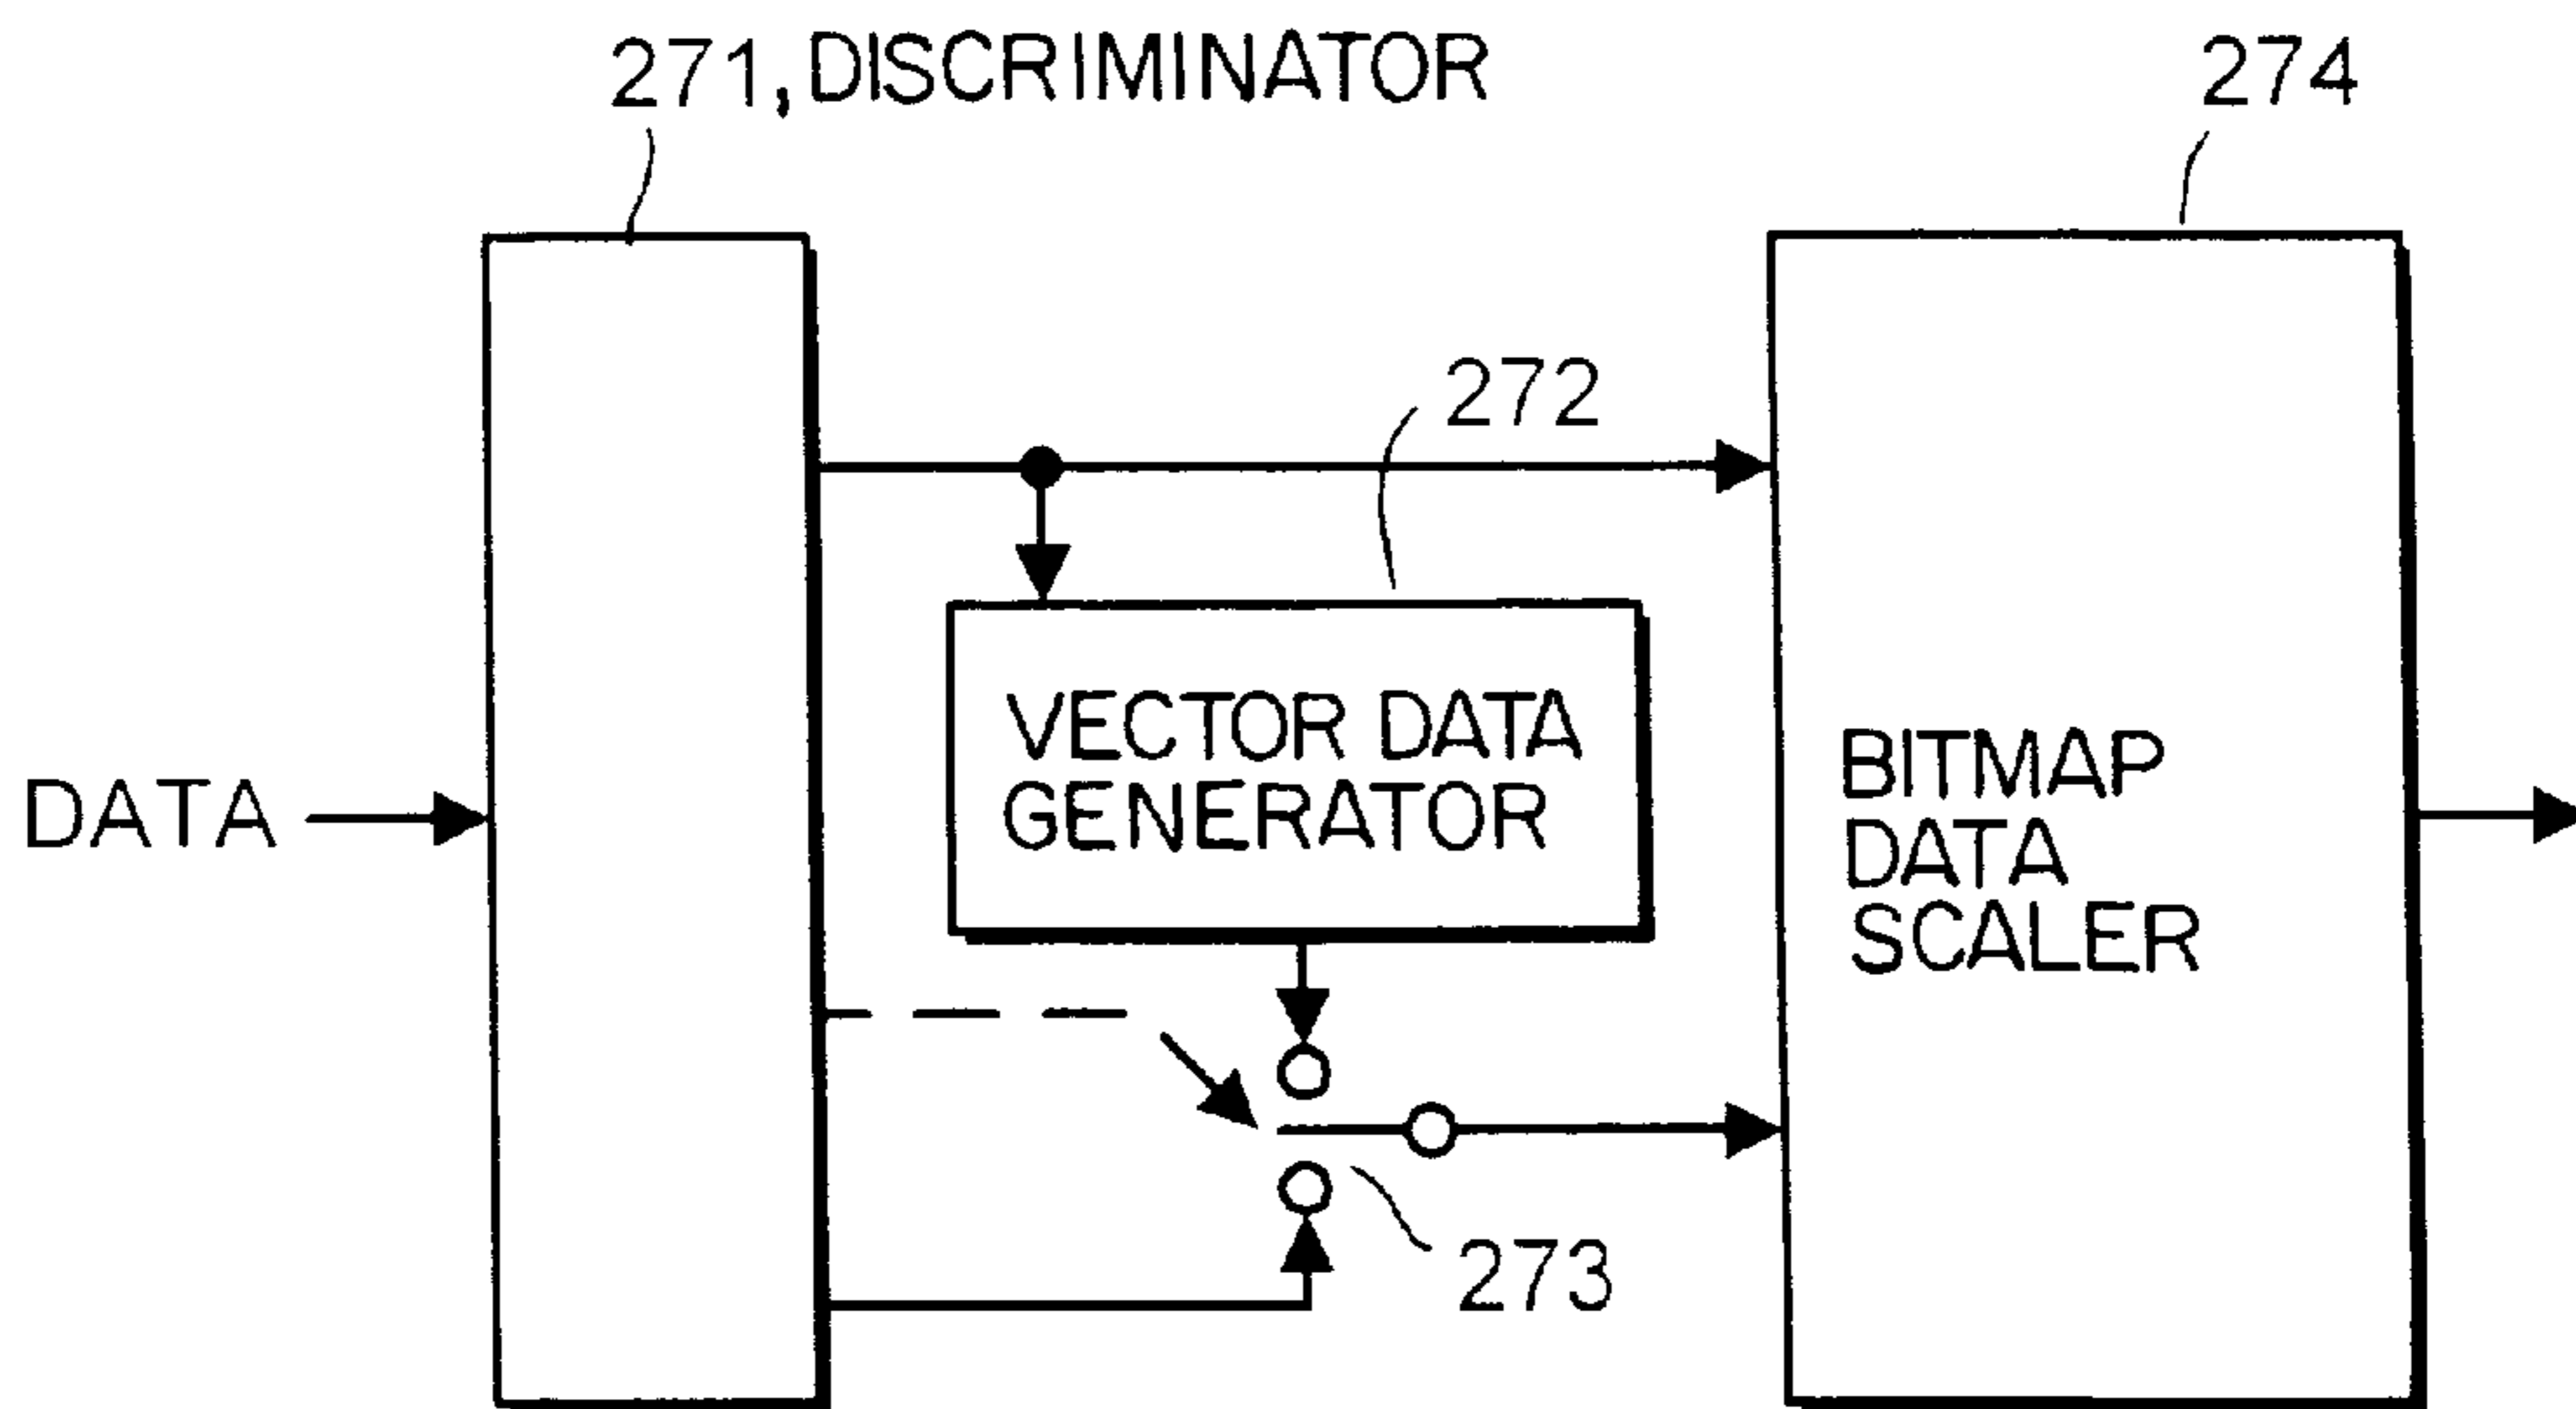 271, DISCRIMINATOR
274
272
VECTOR DATA
GENERATOR
DATA
BITMAP
DATA
SCALER
273